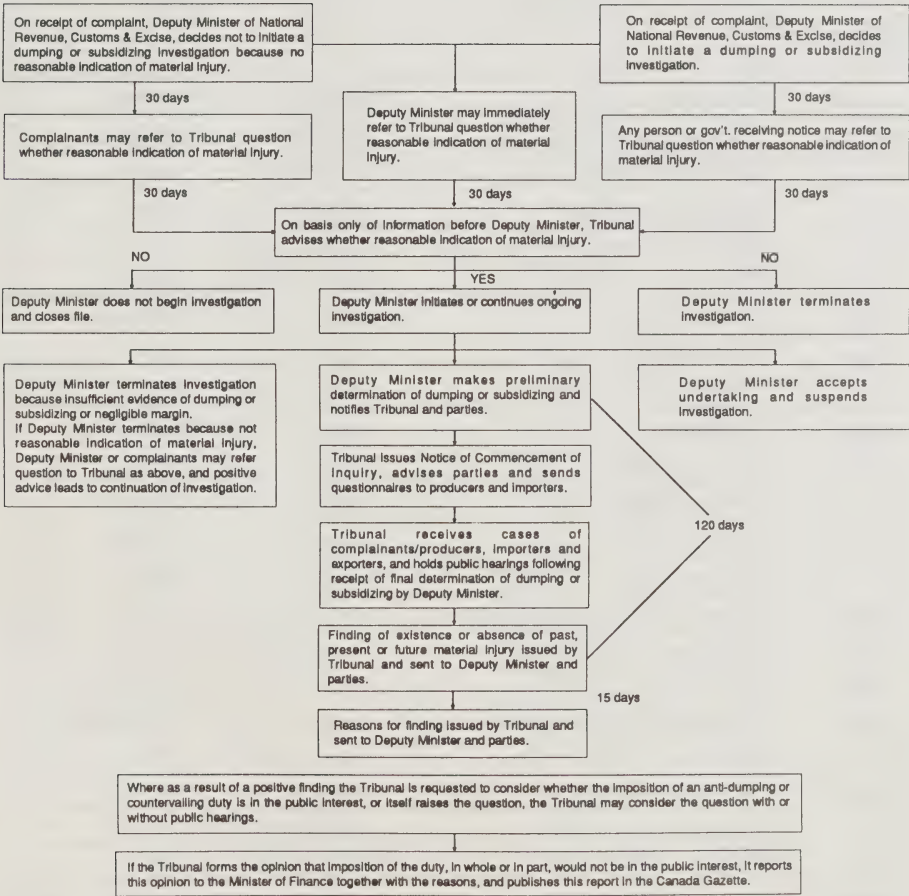 On receipt of complaint, Deputy Minister of National
Revenue, Customs & Excise, decides not to initiate a
dumping or subsidizing investigation because no
reasonable indication of material injury.
On receipt of complaint, Deputy Minister of
National Revenue, Customs & Excise, decides
to initiate a dumping or subsidizing
investigation.
30 days
30 days
Complainants may refer to Tribunal question
whether reasonable indication of material injury.
Deputy Minister may immediately
refer to Tribunal question whether
reasonable indication of material
injury.
Any person or gov't. receiving notice may refer to
Tribunal question whether reasonable indication of
material injury.
30 days
30 days
30 days
On basis only of information before Deputy Minister, Tribunal
advises whether reasonable indication of material injury.
NO
YES
NO
Deputy Minister does not begin investigation
and closes file.
Deputy Minister initiates or continues ongoing
investigation.
Deputy Minister terminates
investigation.
Deputy Minister terminates investigation
because insufficient evidence of dumping or
subsidizing or negligible margin.
If Deputy Minister terminates because not
reasonable indication of material injury,
Deputy Minister or complainants may refer
question to Tribunal as above, and positive
advice leads to continuation of investigation.
Deputy Minister makes preliminary
determination of dumping or subsidizing and
notifies Tribunal and parties.
Deputy Minister accepts
undertaking and suspends
investigation.
Tribunal issues Notice of Commencement of
Inquiry, advises parties and sends
questionnaires to producers and importers.
120 days
Tribunal receives cases of
complainants/producers, importers and
exporters, and holds public hearings following
receipt of final determination of dumping or
subsidizing by Deputy Minister.
Finding of existence or absence of past,
present or future material injury issued by
Tribunal and sent to Deputy Minister and
parties.
15 days
Reasons for finding issued by Tribunal and
sent to Deputy Minister and parties.
Where as a result of a positive finding the Tribunal is requested to consider whether the imposition of an anti-dumping or
countervailing duty is in the public interest, or itself raises the question, the Tribunal may consider the question with or
without public hearings.
If the Tribunal forms the opinion that imposition of the duty, in whole or in part, would not be in the public interest, it reports
this opinion to the Minister of Finance together with the reasons, and publishes this report in the Canada Gazette.